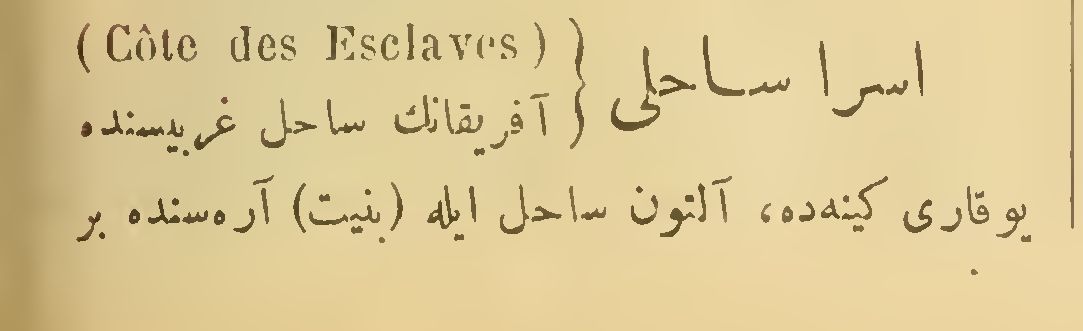 اسرا ساحلی
(Côte des Esclaves)
آفریقانك ساحل غربیسنده
یوقاری کینه‌ده، آلتون ساحل ایله (بنیت) آره‌سنده بر